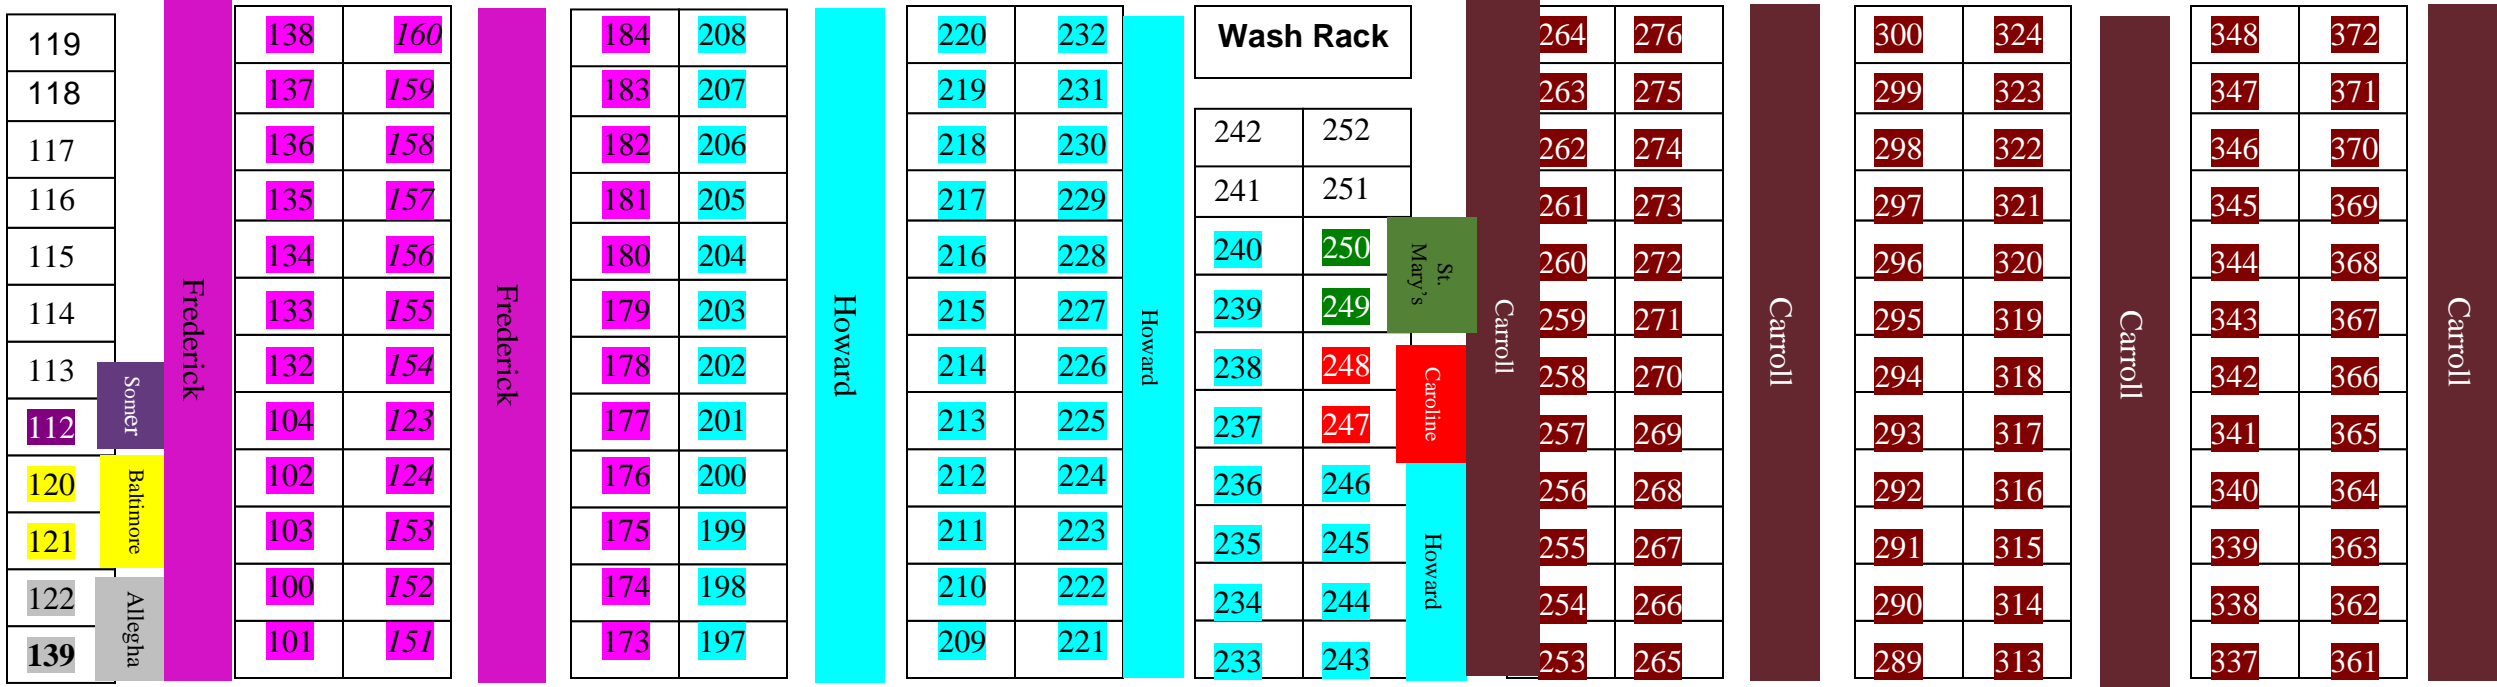 119 138 160 184 208 220 232 Wash Rack 264 276 300 324 348 372
118 137 159 183 207 219 231 263 275 299 323 347 371
117 136 158 182 206 218 230 242 252 262 274 298 322 346 370
116 135 157 181 205 217 229 241 251 261 273 297 321 345 369
115 134 156 180 204 216 228 240 250 260 272 296 320 344 368
114 133 155 179 203 215 227 239 249 259 271 295 319 343 367
113 132 154 178 202 214 226 238 248 258 270 294 318 342 366
112 104 123 177 201 213 225 237 247 257 269 293 317 341 365
120 102 124 176 200 212 224 236 246 256 268 292 316 340 364
121 103 153 175 199 211 223 235 245 255 267 291 315 339 363
122 100 152 174 198 210 222 234 244 254 266 290 314 338 362
139 101 151 173 197 209 221 233 243 253 265 289 313 337 361
Somer
Baltimore
Allegha
Frederick
Frederick
Howard
Howard
St.
Mary's
Caroline
Howard
Carroll
Carroll
Carroll
Carroll